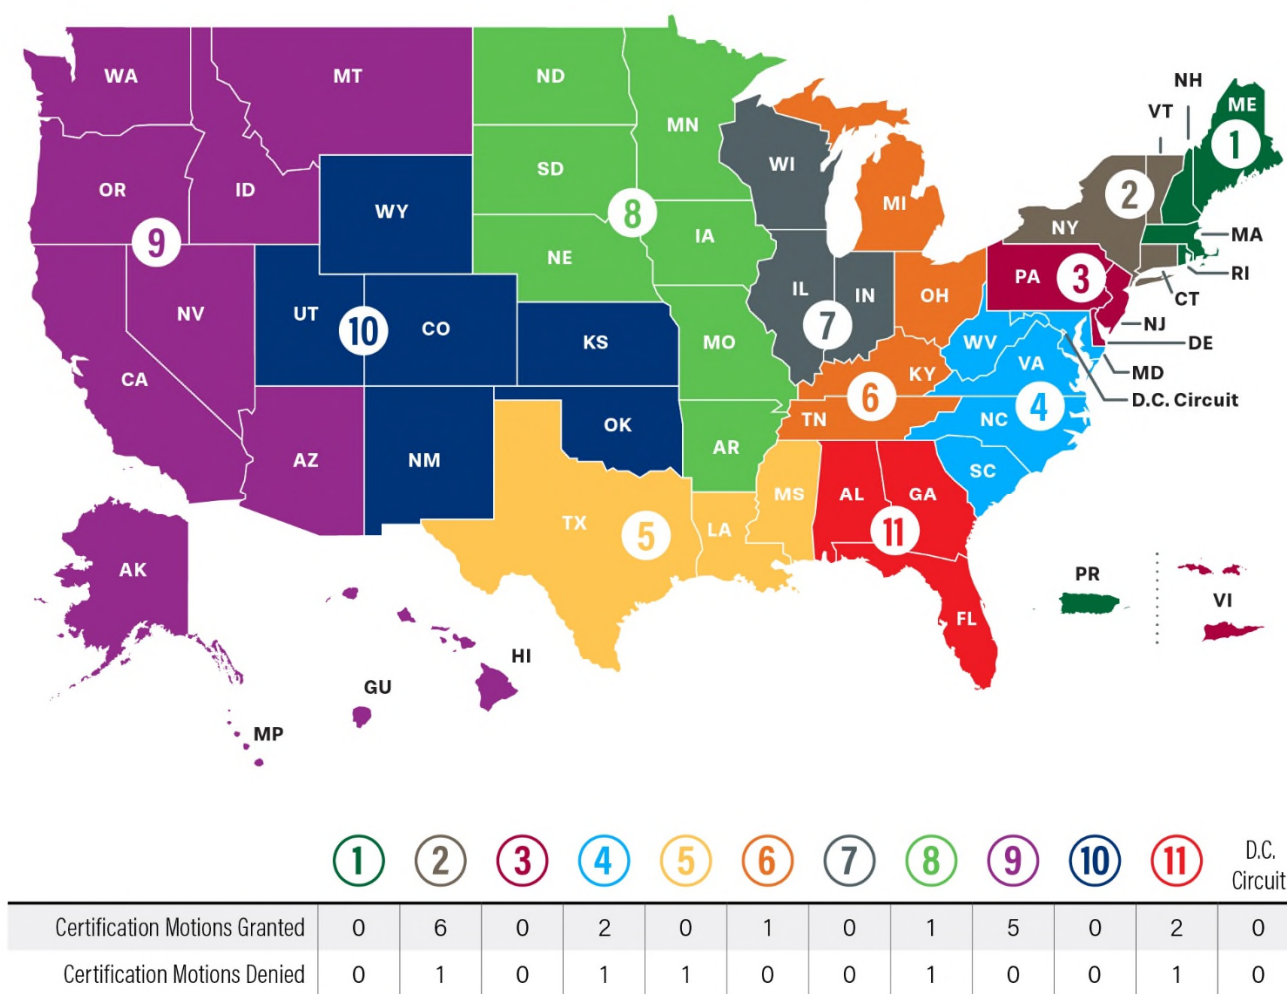 NH
WA
MT
ND
MN
VT
ME
1
WI
OR
ID
SD
WY
8
MI
2
NY
MA
9
IA
NE
PA
3
RI
NV
UT
10
CO
IL
IN
OH
CT
NJ
7
KS
MO
WV
DE
CA
VA
MD
KY
6
4
D.C. Circuit
TN
NC
OK
AR
AZ
NM
SC
MS
AL
GA
TX
5
LA
11
AK
PR
VI
FL
HI
GU
MP
1 2 3 4 5 6 7 8 9 10 11 D.C. Circuit
Certification Motions Granted 0 6 0 2 0 1 0 1 5 0 2 0
Certification Motions Denied 0 1 0 1 1 0 0 1 0 0 1 0